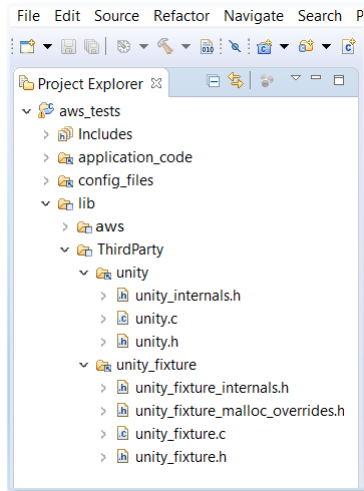 File Edit Source Refactor Navigate Search P
Project Explorer
aws_tests
Includes
application_code
config_files
lib
aws
ThirdParty
unity
unity_internals.h
unity.c
unity.h
unity_fixture
unity_fixture_internals.h
unity_fixture_malloc_overrides.h
unity_fixture.c
unity_fixture.h